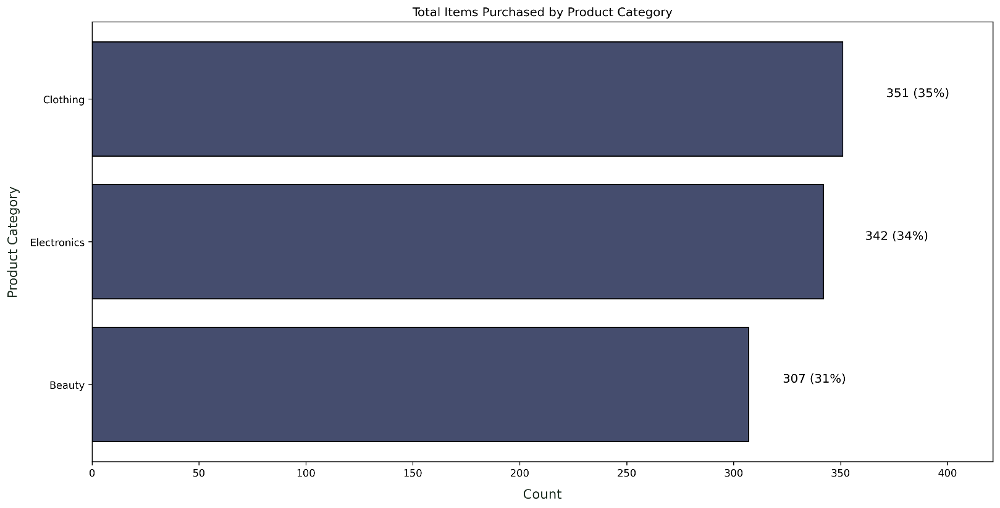 Total Items Purchased by Product Category
Product Category
Clothing
351 (35%)
Electronics
342 (34%)
Beauty
307 (31%)
0 50 100 150 200 250 300 350 400
Count